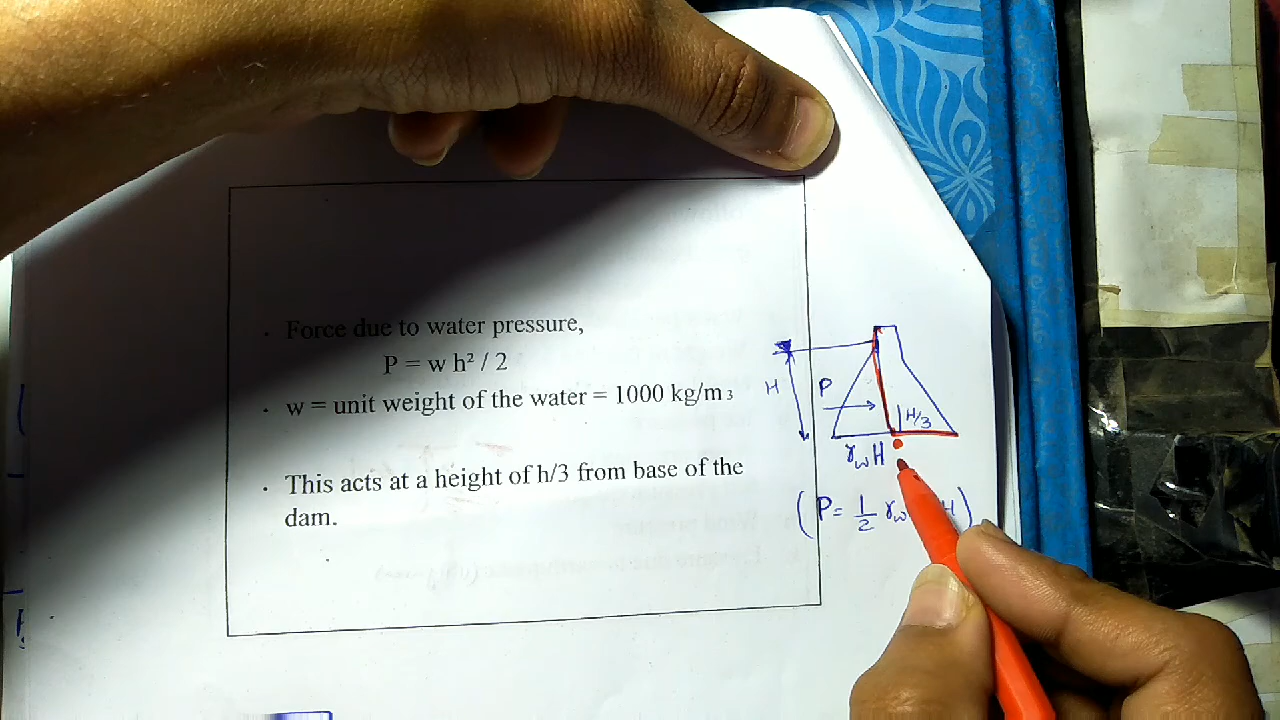 . Force due to water pressure,
P = w h² / 2
. w = unit weight of the water = 1000 kg/m3
. This acts at a height of h/3 from base of the
dam.
H
P
H/3
γwH
(P = 1/2 γw H)